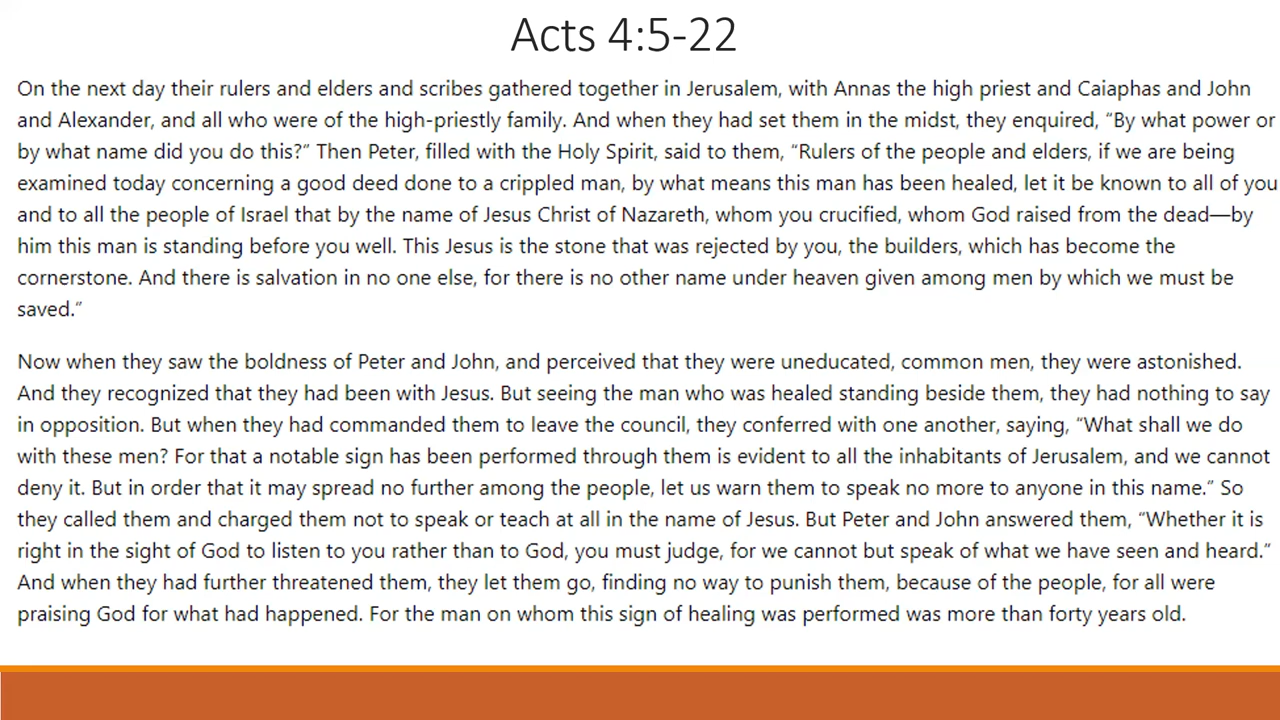 Acts 4:5-22
On the next day their rulers and elders and scribes gathered together in Jerusalem, with Annas the high priest and Caiaphas and John
and Alexander, and all who were of the high-priestly family. And when they had set them in the midst, they enquired, “By what power or
by what name did you do this?” Then Peter, filled with the Holy Spirit, said to them, “Rulers of the people and elders, if we are being
examined today concerning a good deed done to a crippled man, by what means this man has been healed, let it be known to all of you
and to all the people of Israel that by the name of Jesus Christ of Nazareth, whom you crucified, whom God raised from the dead—by
him this man is standing before you well. This Jesus is the stone that was rejected by you, the builders, which has become the
cornerstone. And there is salvation in no one else, for there is no other name under heaven given among men by which we must be
saved.”
Now when they saw the boldness of Peter and John, and perceived that they were uneducated, common men, they were astonished.
And they recognized that they had been with Jesus. But seeing the man who was healed standing beside them, they had nothing to say
in opposition. But when they had commanded them to leave the council, they conferred with one another, saying, “What shall we do
with these men? For that a notable sign has been performed through them is evident to all the inhabitants of Jerusalem, and we cannot
deny it. But in order that it may spread no further among the people, let us warn them to speak no more to anyone in this name.” So
they called them and charged them not to speak or teach at all in the name of Jesus. But Peter and John answered them, “Whether it is
right in the sight of God to listen to you rather than to God, you must judge, for we cannot but speak of what we have seen and heard.”
And when they had further threatened them, they let them go, finding no way to punish them, because of the people, for all were
praising God for what had happened. For the man on whom this sign of healing was performed was more than forty years old.